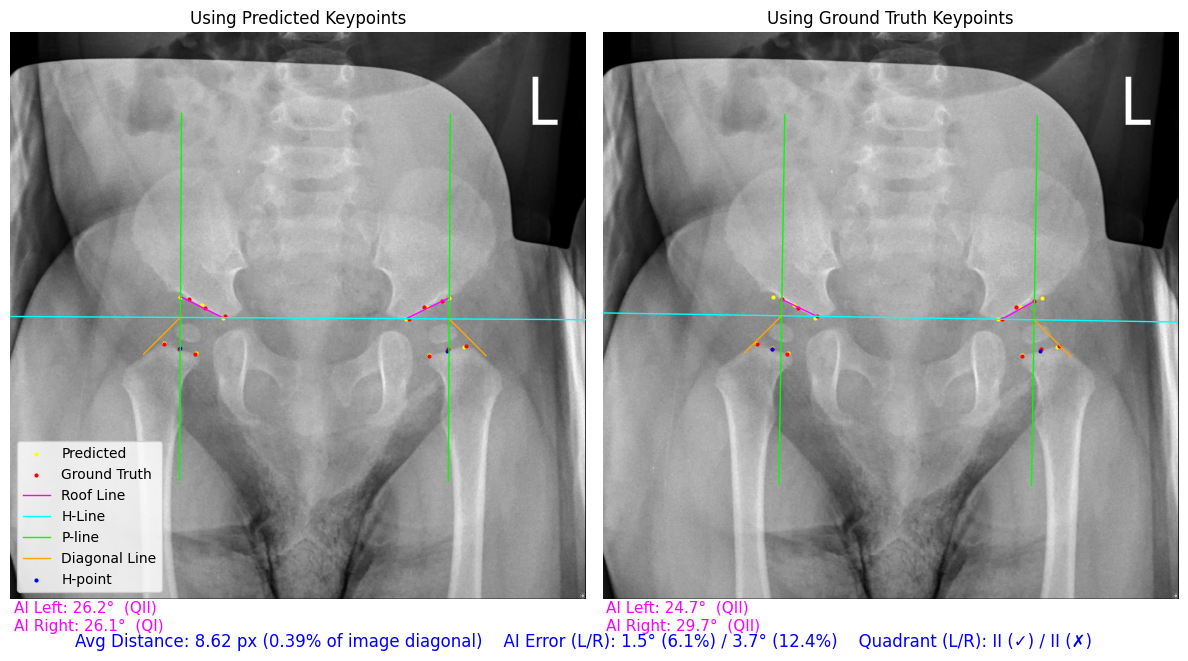 Using Predicted Keypoints
Using Ground Truth Keypoints
L
L
Predicted
Ground Truth
Roof Line
H-Line
P-line
Diagonal Line
H-point
AI Left: 26.2° (QII)
AI Right: 26.1° (QI)
AI Left: 24.7° (QII)
AI Right: 29.7° (QII)
Avg Distance: 8.62 px (0.39% of image diagonal) AI Error (L/R): 1.5° (6.1%) / 3.7° (12.4%) Quadrant (L/R): II (✓) / II (✗)